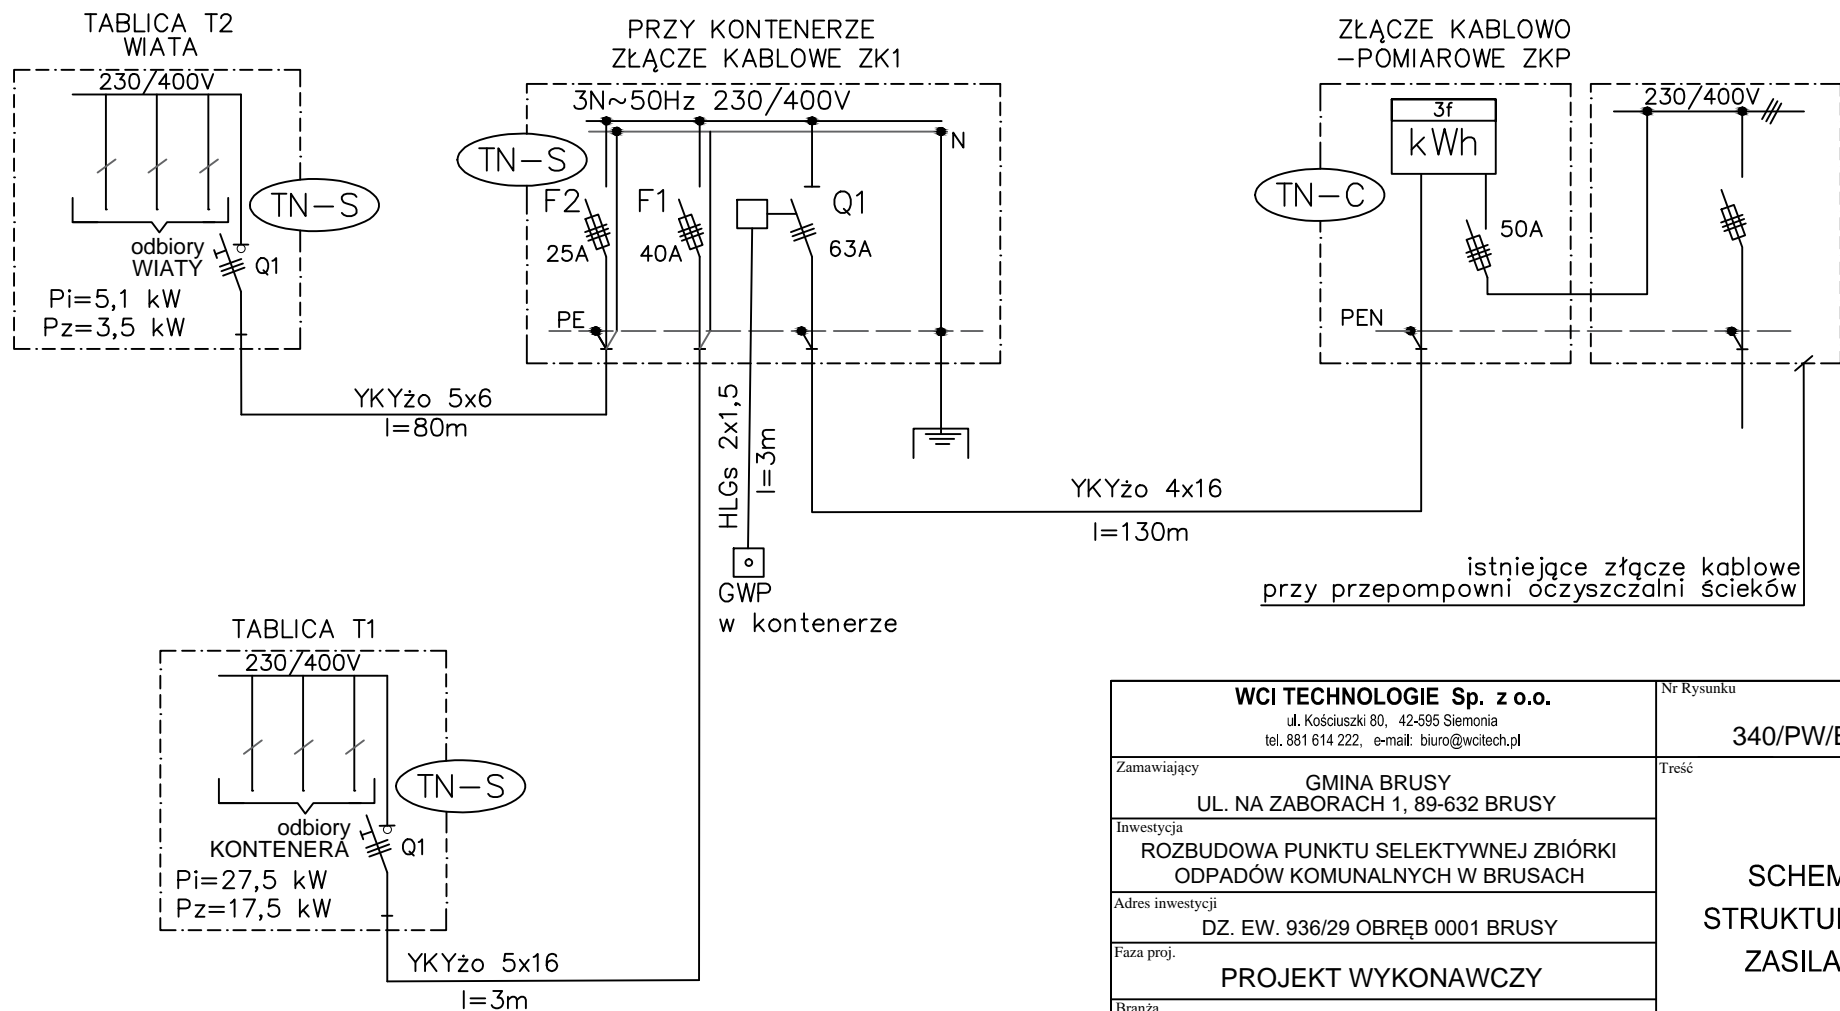 TABLICA T2
WIATA
230/400V
TN-S
odbiory
WIATY
Q1
Pi=5,1 kW
Pz=3,5 kW
YKYżo 5x6
l=80m
PRZY KONTENERZE
ZŁĄCZE KABLOWE ZK1
3N~50Hz 230/400V
N
TN-S
F2
25A
F1
40A
Q1
63A
PE
HLGs 2x1,5
l=3m
GWP
w kontenerze
YKYżo 4x16
l=130m
ZŁĄCZE KABLOWO
-POMIAROWE ZKP
3f
kWh
230/400V
TN-C
50A
PEN
istniejące złącze kablowe
przy przepompowni oczyszczalni ścieków
TABLICA T1
230/400V
TN-S
odbiory
KONTENERA
Q1
Pi=27,5 kW
Pz=17,5 kW
YKYżo 5x16
l=3m
WCI TECHNOLOGIE Sp. z o.o.
ul. Kościuszki 80, 42-595 Siemonia
tel. 881 614 222, e-mail: biuro@wcitech.pl
Nr Rysunku
340/PW/
Zamawiający
GMINA BRUSY
UL. NA ZABORACH 1, 89-632 BRUSY
Treść
Inwestycja
ROZBUDOWA PUNKTU SELEKTYWNEJ ZBIÓRKI
ODPADÓW KOMUNALNYCH W BRUSACH
Adres inwestycji
DZ. EW. 936/29 OBRĘB 0001 BRUSY
Faza proj.
PROJEKT WYKONAWCZY
Branża
SCHEM
STRUKTU
ZASILA